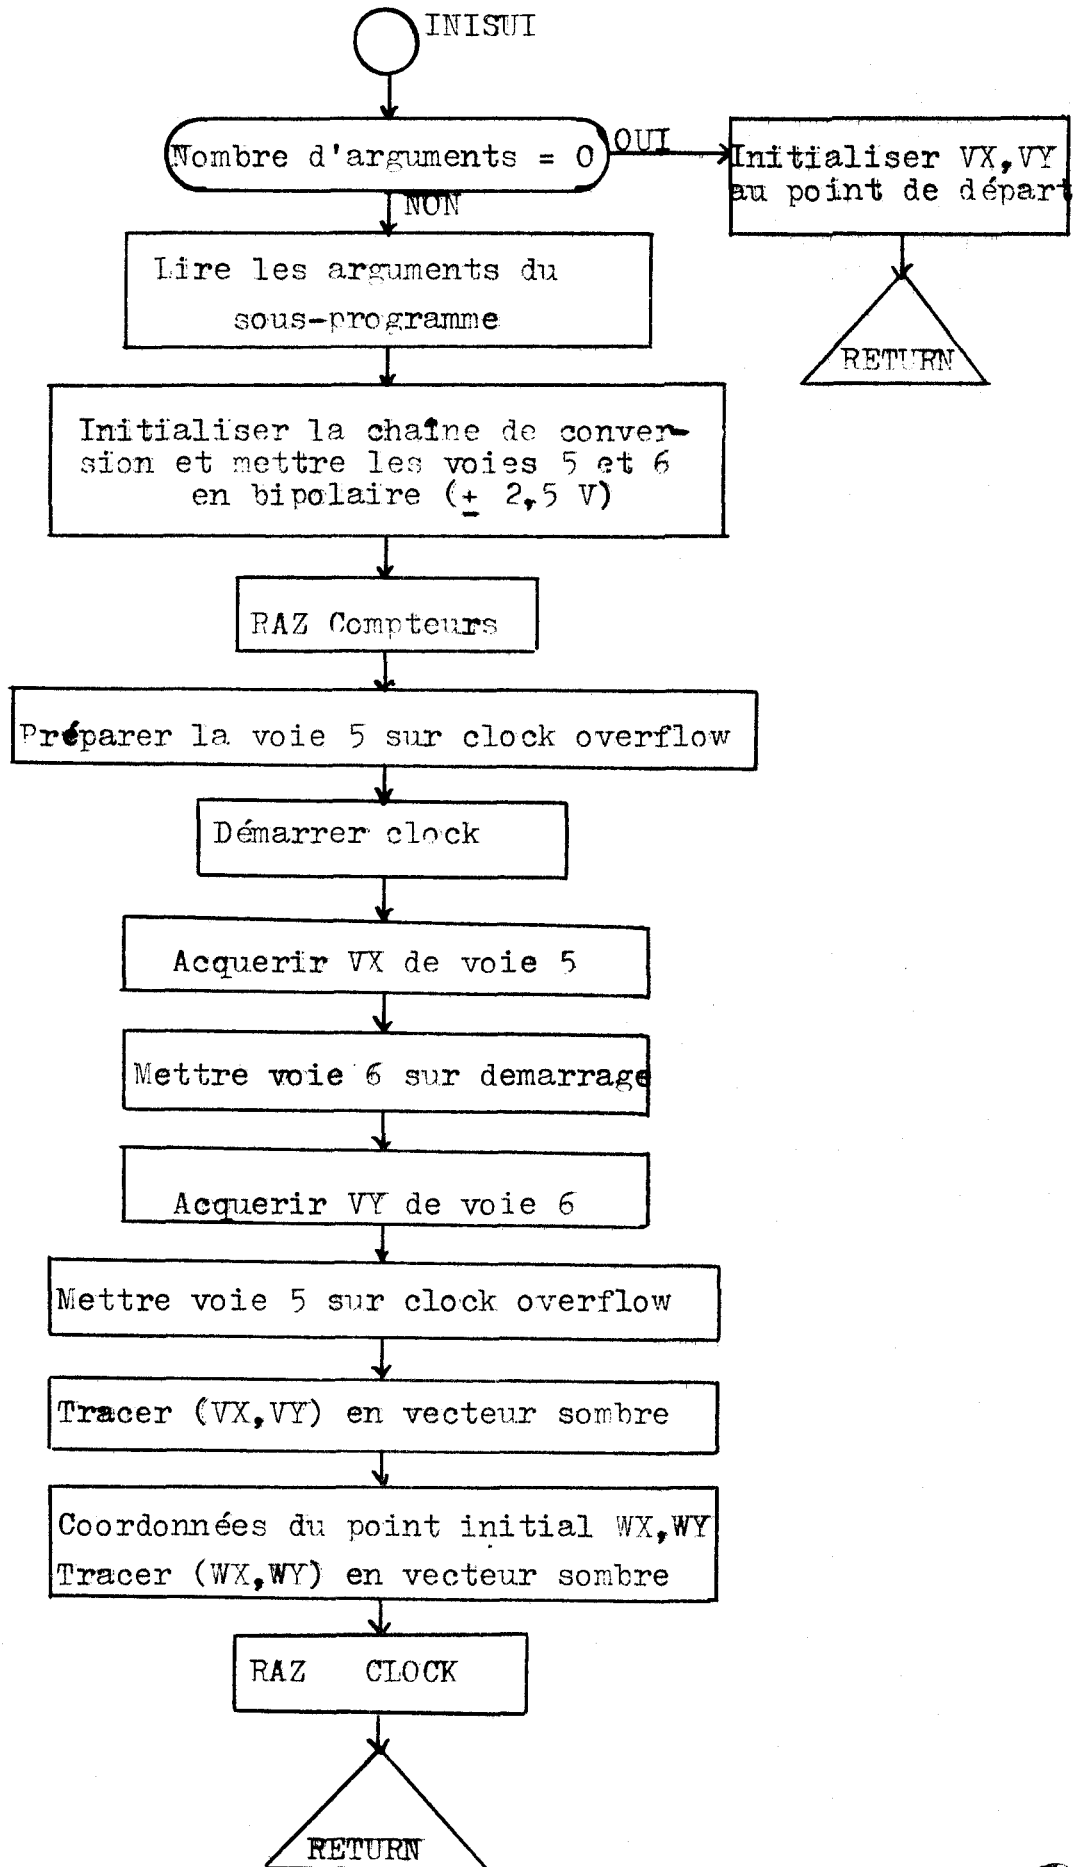 INISUI
Nombre d'arguments = 0
OUI
Initialiser VX,VY
au point de départ
RETURN
NON
Lire les arguments du
sous-programme
Initialiser la chaîne de conver-
sion et mettre les voies 5 et 6
en bipolaire (± 2,5 V)
RAZ Compteurs
Préparer la voie 5 sur clock overflow
Démarrer clock
Acquerir VX de voie 5
Mettre voie 6 sur demarrage
Acquerir VY de voie 6
Mettre voie 5 sur clock overflow
Tracer (VX,VY) en vecteur sombre
Coordonnées du point initial WX,WY
Tracer (WX,WY) en vecteur sombre
RAZ CLOCK
RETURN